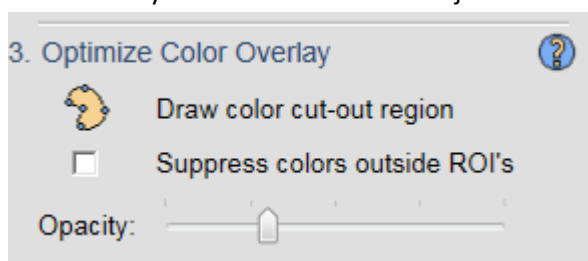 3. Optimize Color Overlay
Draw color cut-out region
Suppress colors outside ROI's
Opacity: